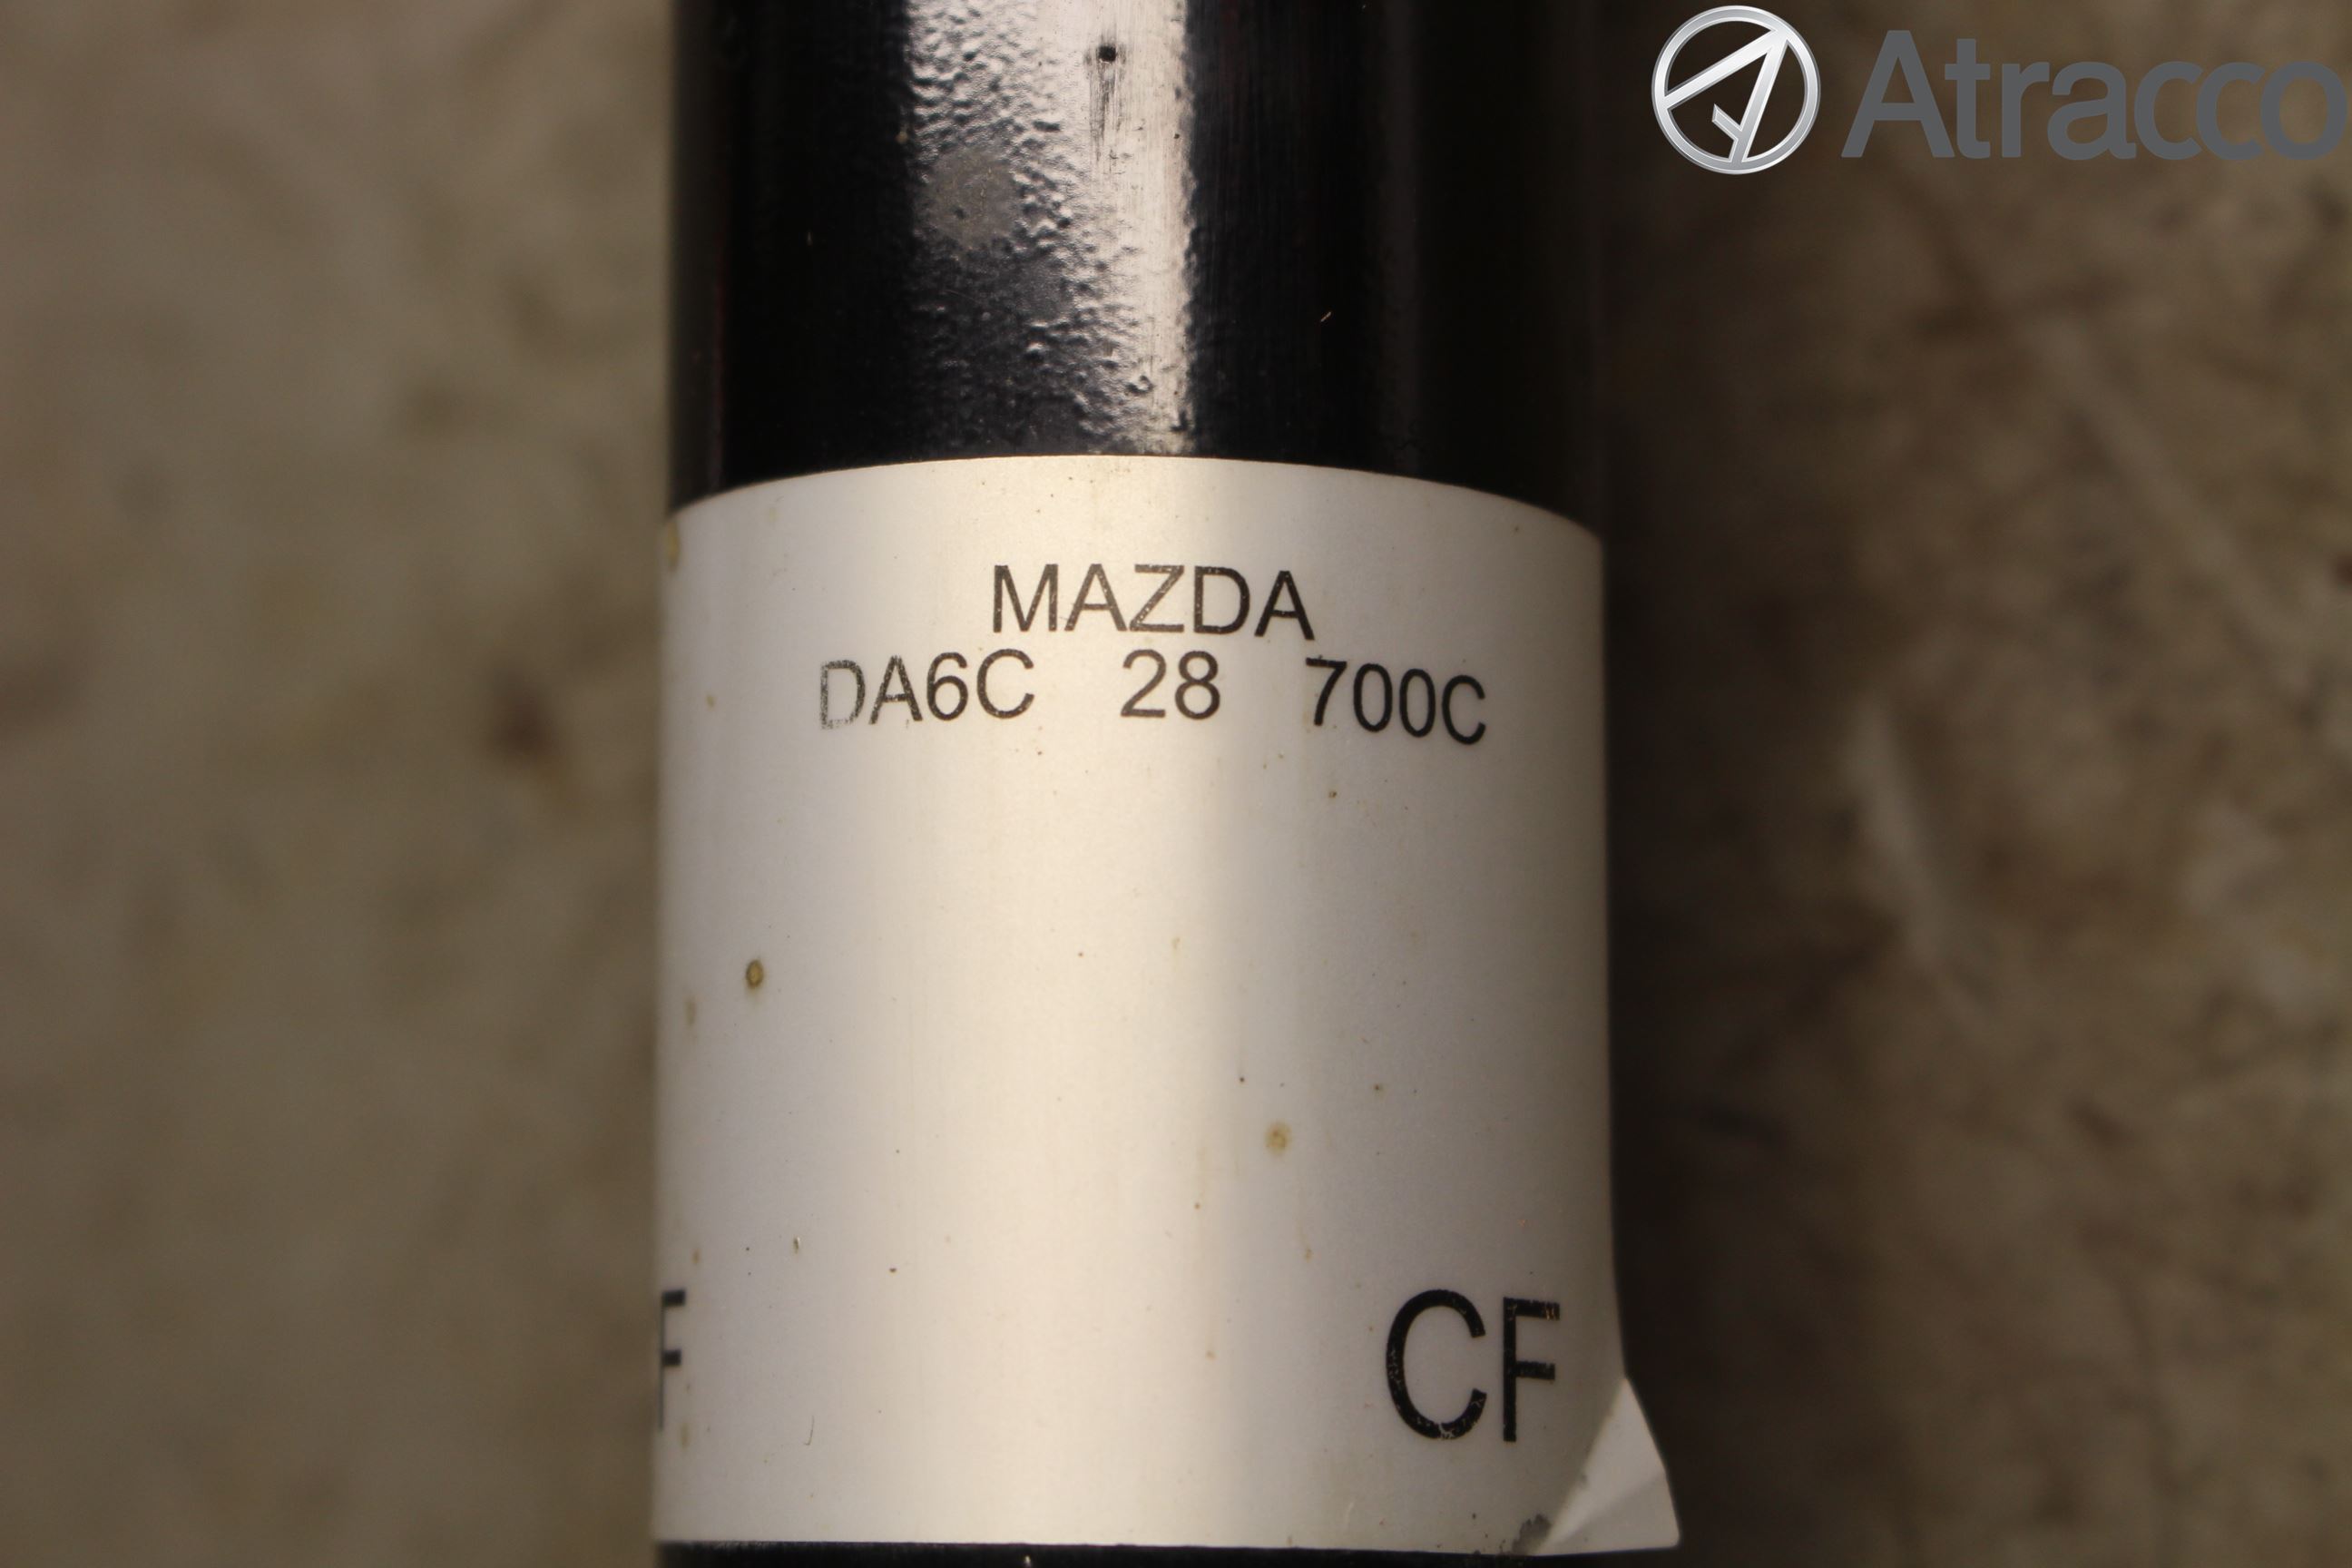 Atracco
MAZDA
DA6C 28 700C
F CF